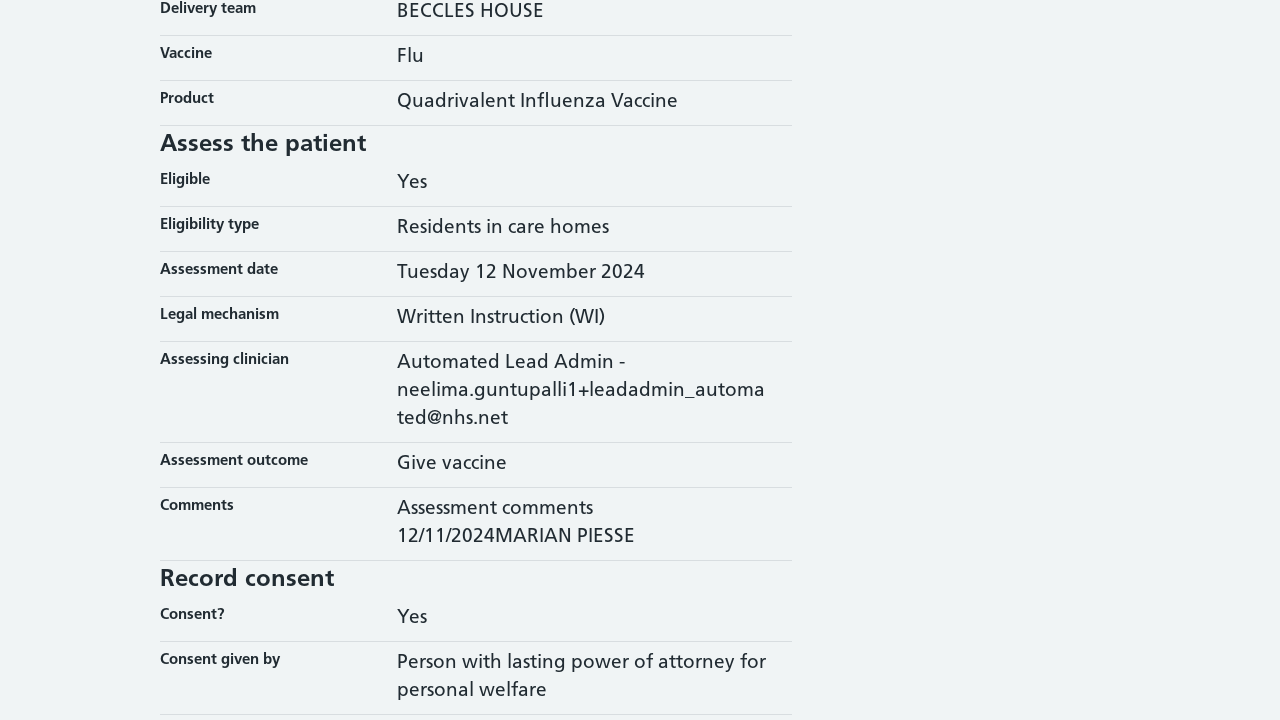 Delivery team BECCLES HOUSE
Vaccine Flu
Product Quadrivalent Influenza Vaccine
Assess the patient
Eligible Yes
Eligibility type Residents in care homes
Assessment date Tuesday 12 November 2024
Legal mechanism Written Instruction (WI)
Assessing clinician Automated Lead Admin -
neelima.guntupalli1+leadadmin_automa
ted@nhs.net
Assessment outcome Give vaccine
Comments Assessment comments
12/11/2024MARIAN PIESSE
Record consent
Consent? Yes
Consent given by Person with lasting power of attorney for
personal welfare